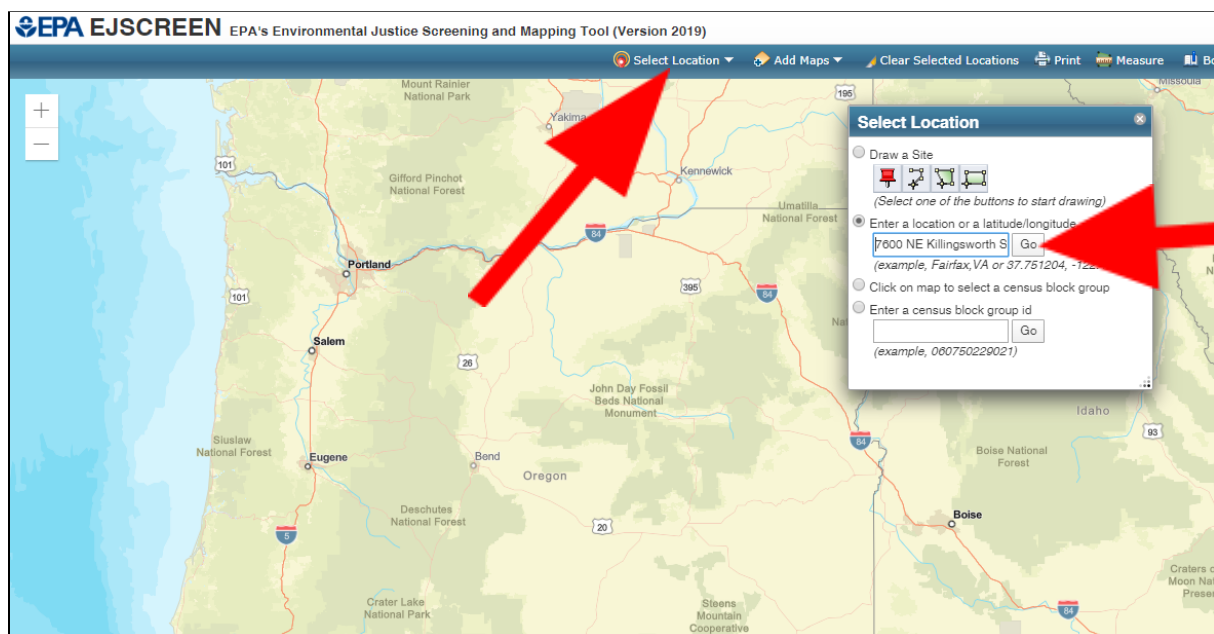 EPA EJSCREEN EPA's Environmental Justice Screening and Mapping Tool (Version 2019)
Select Location Add Maps Clear Selected Locations Print Measure
Mount Rainier
National Park
Missoula
195
Yakima
Select Location
Draw a Site
(Select one of the buttons to start drawing)
Enter a location or a latitude/longitude
7600 NE Killingsworth S Go
(example, Fairfax,VA or 37.751204,
Click on map to select a census block group
Enter a census block group id
Go
(example, 060750229021)
101
Gifford Pinchot
National Forest
Kennewick
Umatilla
National Forest
84
Portland
101
395
84
Salem
26
John Day Fossil
Beds National
Monument
Idaho
Siuslaw
National Forest
Eugene
Bend
Oregon
84
93
Boise National
Forest
Deschutes
National Forest
5
20
Boise
Craters
Crater Lake
National Park
Steens
Mountain
Cooperative
84